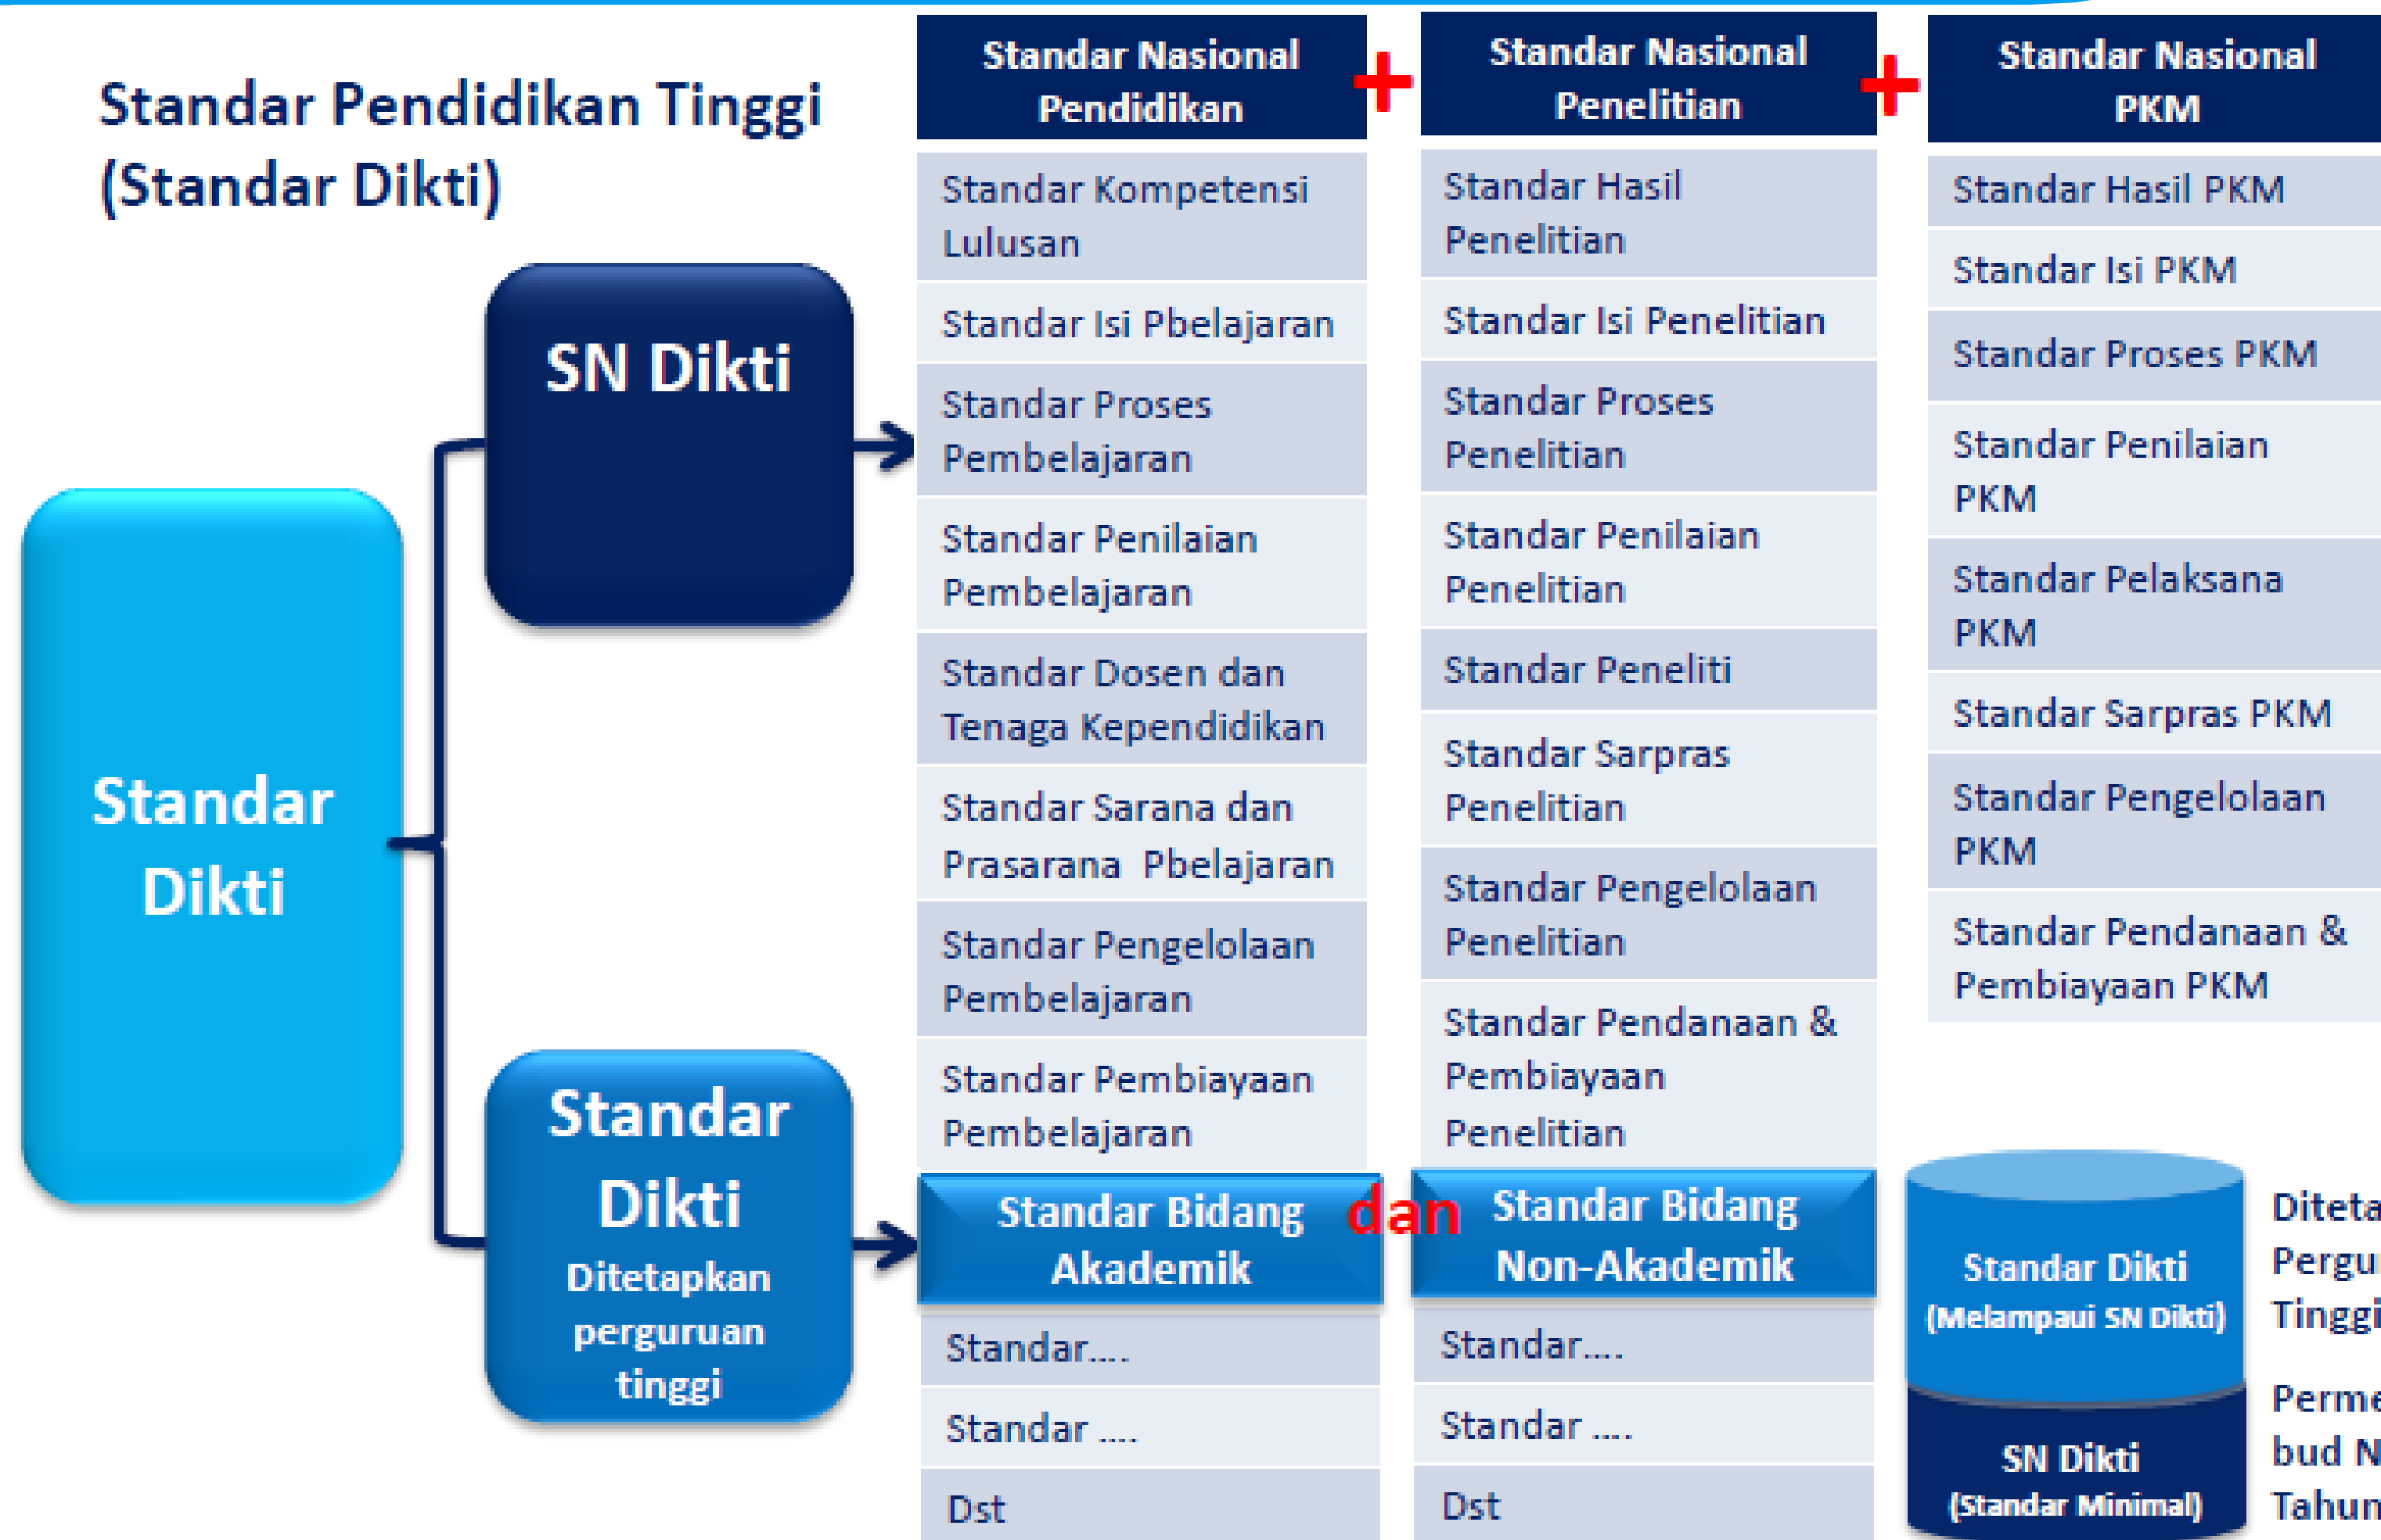 Standar Pendidikan Tinggi
(Standar Dikti)
Standar
Dikti
SN Dikti
Standar
Dikti
Ditetapkan
perguruan
tinggi
Standar Nasional
Pendidikan
Standar Kompetensi
Lulusan
Standar Isi Pbelajaran
Standar Proses
Pembelajaran
Standar Penilaian
Pembelajaran
Standar Dosen dan
Tenaga Kependidikan
Standar Sarana dan
Prasarana Pbelajaran
Standar Pengelolaan
Pembelajaran
Standar Pembiayaan
Pembelajaran
+
Standar Nasional
Penelitian
Standar Hasil
Penelitian
Standar Isi Penelitian
Standar Proses
Penelitian
Standar Penilaian
Penelitian
Standar Peneliti
Standar Sarpras
Penelitian
Standar Pengelolaan
Penelitian
Standar Pendanaan &
Pembiayaan
Penelitian
+
Standar Nasional
PKM
Standar Hasil PKM
Standar Isi PKM
Standar Proses PKM
Standar Penilaian
PKM
Standar Pelaksana
PKM
Standar Sarpras PKM
Standar Pengelolaan
PKM
Standar Pendanaan &
Pembiayaan PKM
Standar Bidang
Akademik
Standar....
Standar ....
Dst
dan
Standar Bidang
Non-Akademik
Standar....
Standar ....
Dst
Standar Dikti
(Melampaui SN Dikti)
SN Dikti
(Standar Minimal)
Tinggi
bud
Tahun